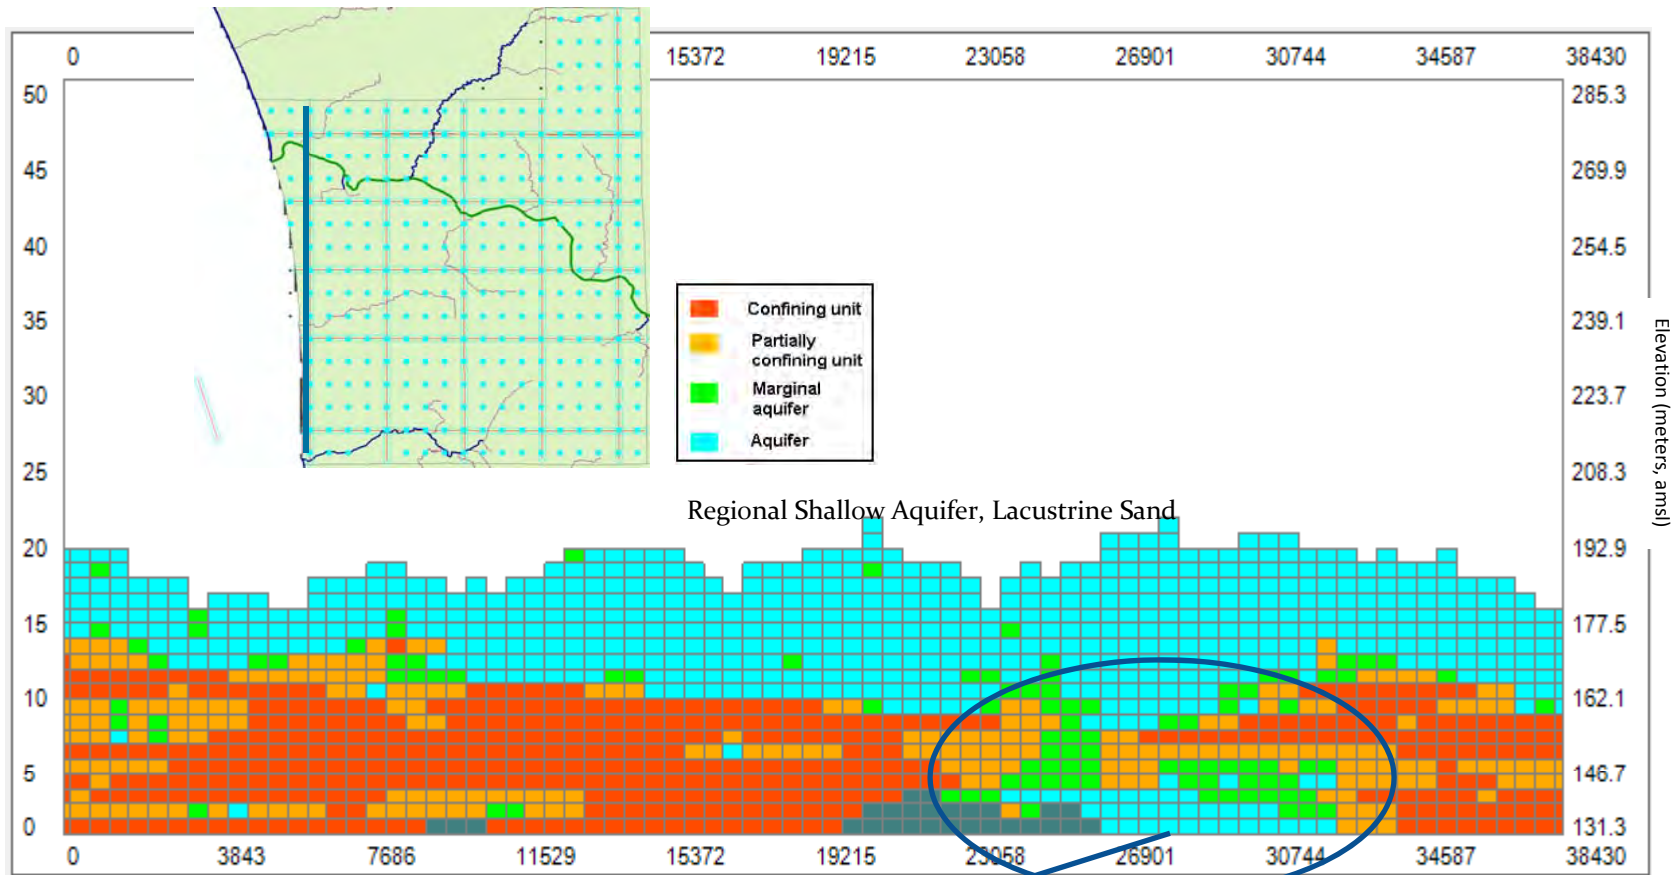 0 15372 19215 23058 26901 30744 34587 38430
50 285.3
45 269.9
40 254.5
35 239.1
30 223.7
25 208.3
20 192.9
15 177.5
10 162.1
5 146.7
0 131.3
Confining unit
Partially
confining unit
Marginal
aquifer
Aquifer
Elevation (meters, amsl)
Regional Shallow Aquifer, Lacustrine Sand
0 3843 7686 11529 15372 19215 23058 26901 30744 34587 38430